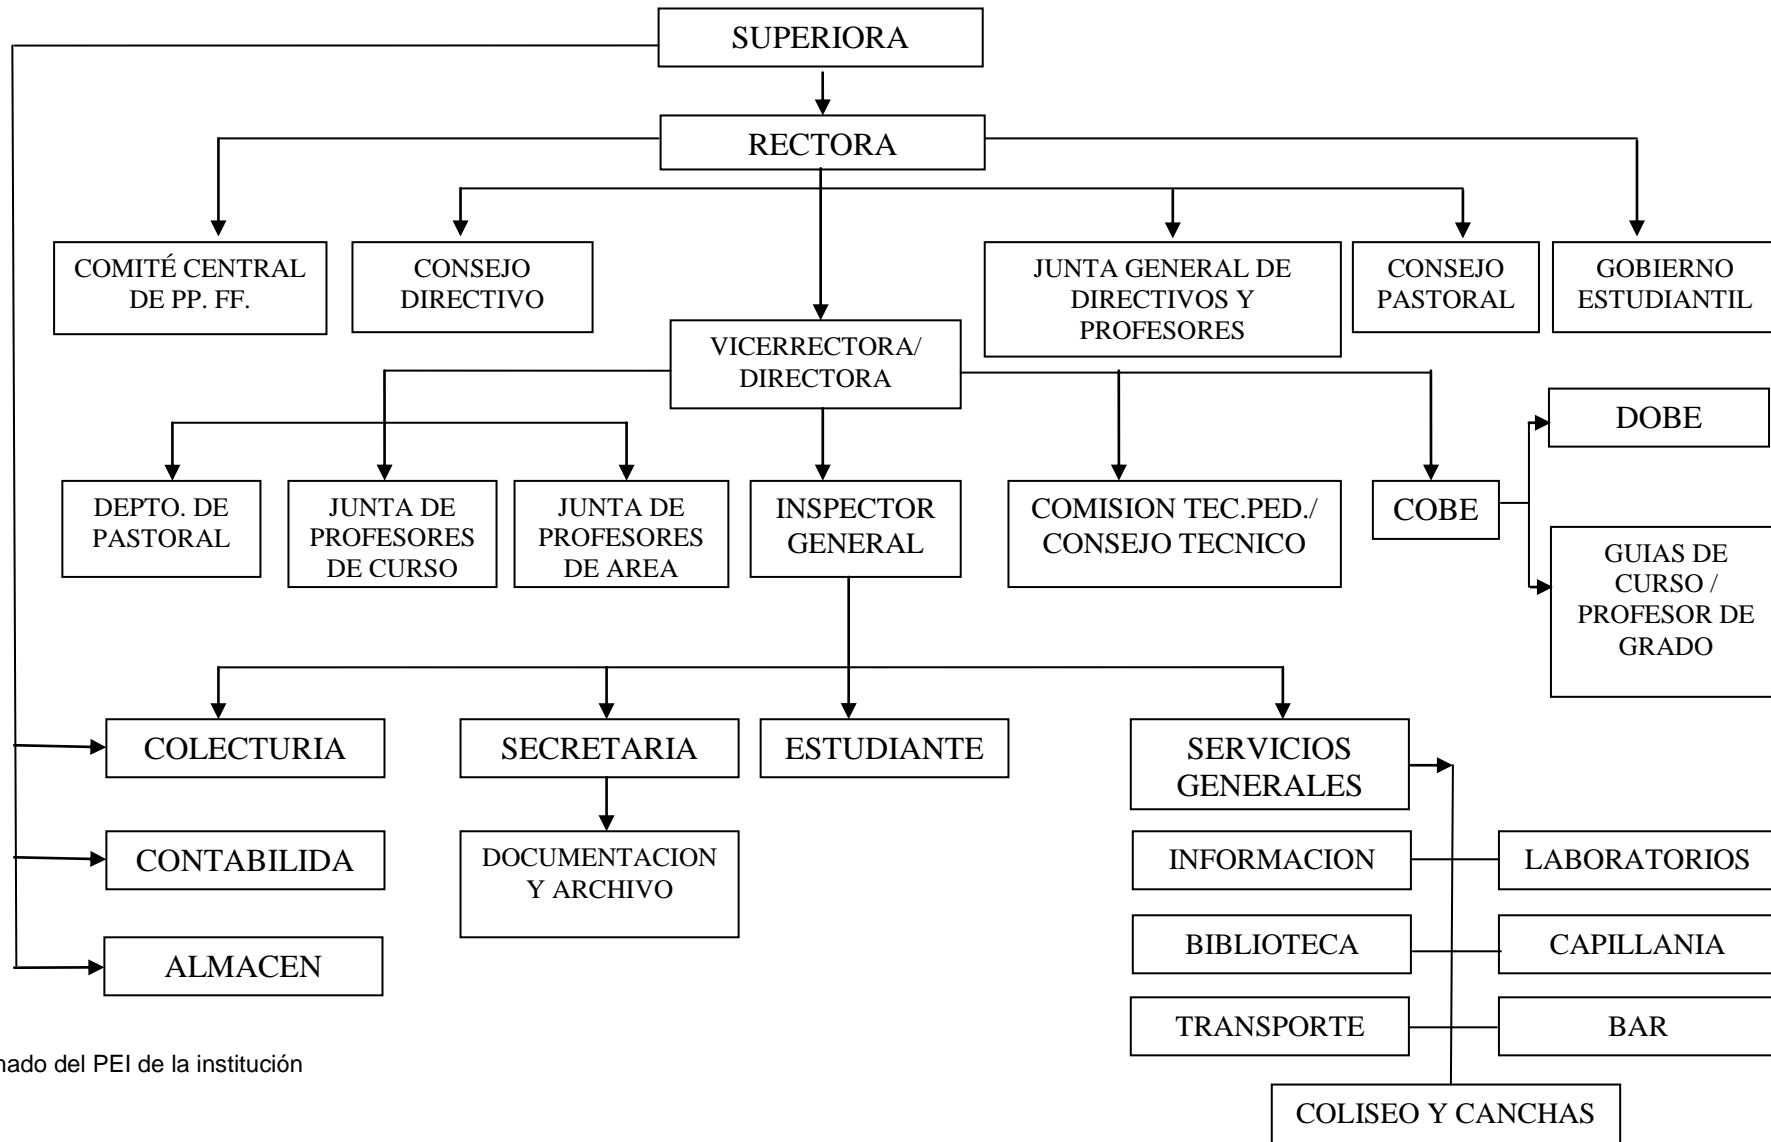 SUPERIORA
RECTORA
COMITÉ CENTRAL
DE PP. FF.
CONSEJO
DIRECTIVO
JUNTA GENERAL DE
DIRECTIVOS Y
PROFESORES
CONSEJO
PASTORAL
GOBIERNO
ESTUDIANTIL
VICERRECTORA/
DIRECTORA
DOBE
DEPTO. DE
PASTORAL
JUNTA DE
PROFESORES
DE CURSO
JUNTA DE
PROFESORES
DE AREA
INSPECTOR
GENERAL
COMISION TEC.PED./
CONSEJO TECNICO
COBE
GUIAS DE
CURSO /
PROFESOR DE
GRADO
COLECTURIA
SECRETARIA
ESTUDIANTE
SERVICIOS
GENERALES
CONTABILIDA
DOCUMENTACION
Y ARCHIVO
INFORMACION
LABORATORIOS
ALMACEN
BIBLIOTECA
CAPILLANIA
TRANSPORTE
BAR
del PEI de la institución
COLISEO Y CANCHAS